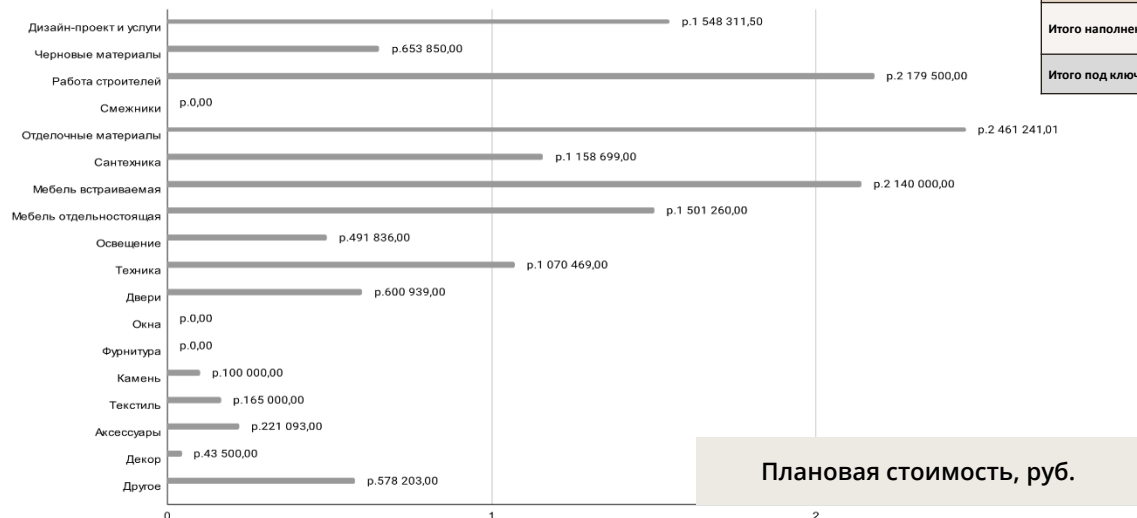 Дизайн-проект и услуги р.1 548 311,50
Итого наполнен
Черновые материалы р.653 850,00
Работа строителей р.2 179 500,00
Итого под ключ
Смежники р.0,00
Отделочные материалы р.2 461 241,01
Сантехника р.1 158 699,00
Мебель встраиваемая р.2 140 000,00
Мебель отдельностоящая р.1 501 260,00
Освещение р.491 836,00
Техника р.1 070 469,00
Двери р.600 939,00
Окна р.0,00
Фурнитура р.0,00
Камень р.100 000,00
Текстиль р.165 000,00
Аксессуары р.221 093,00
Декор р.43 500,00
Другое р.578 203,00
Плановая стоимость, руб.
0 1 2